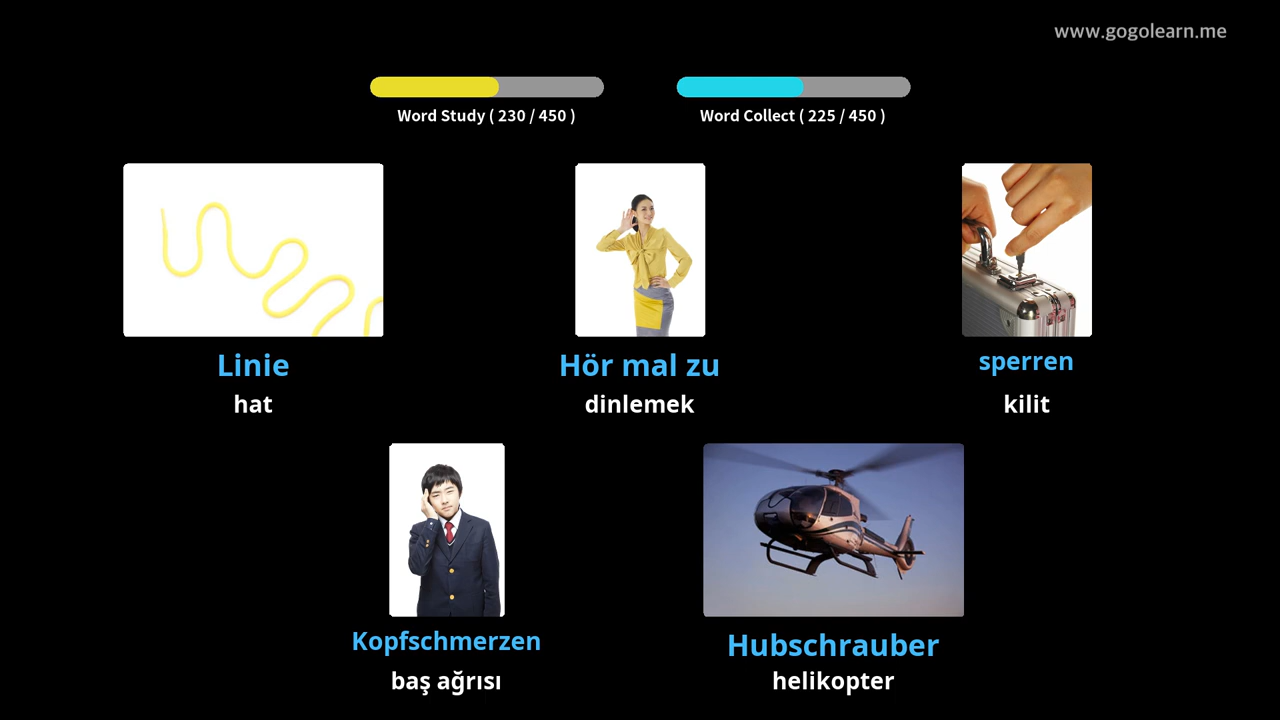 www.gogolearn.me
Word Study ( 230 / 450 )
Word Collect ( 225 / 450 )
Linie
hat
Hör mal zu
dinlemek
sperren
kilit
Kopfschmerzen
baş ağrısı
Hubschrauber
helikopter